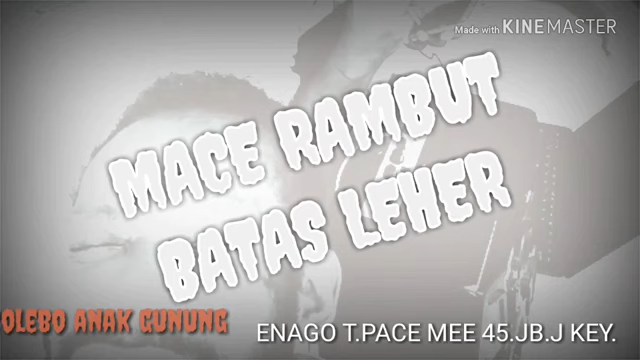 Made with KINEMASTER
MACE RAMBUT
BATAS LEHER
OLEBO ANAK GUNUNG
ENAGO T.PACE MEE 45.JB.J KEY.